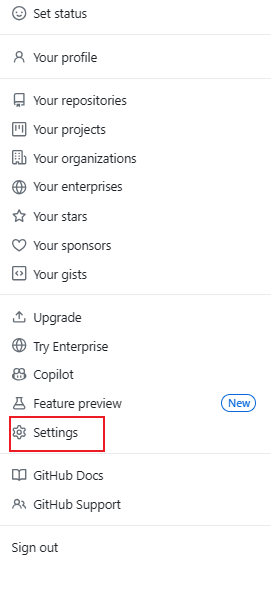 Set status
Your profile
Your repositories
Your projects
Your organizations
Your enterprises
Your stars
Your sponsors
Your gists
Upgrade
Try Enterprise
Copilot
Feature preview New
Settings
GitHub Docs
GitHub Support
Sign out